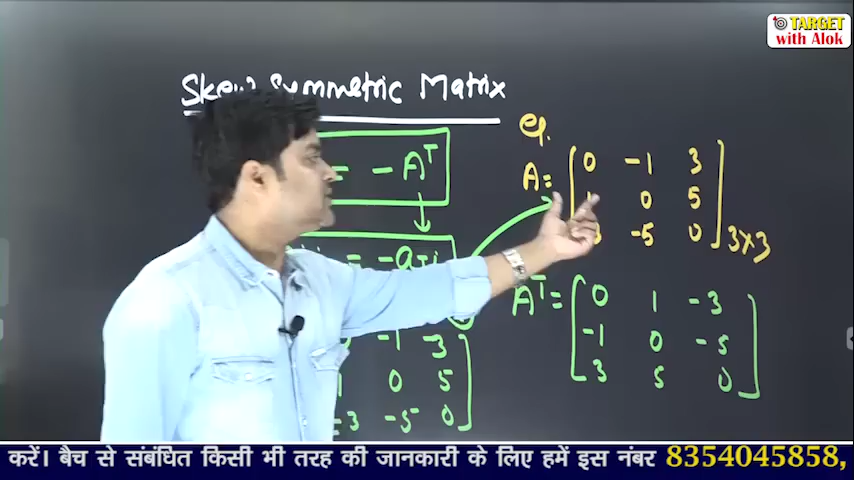 TARGET
with Alok
Skew Symmetric Matrix
eg.
= -Aᵀ
A = [ 0 -1 3
0 5
-5 0 ] 3×3
= -a
Aᵀ = [ 0 1 -3
-1 0 -5
3 5 0 ]
-1 -3
1 0 5
-3 -5 0 ]
करें। बैच से संबंधित किसी भी तरह की जानकारी के लिए हमें इस नंबर 8354045858,